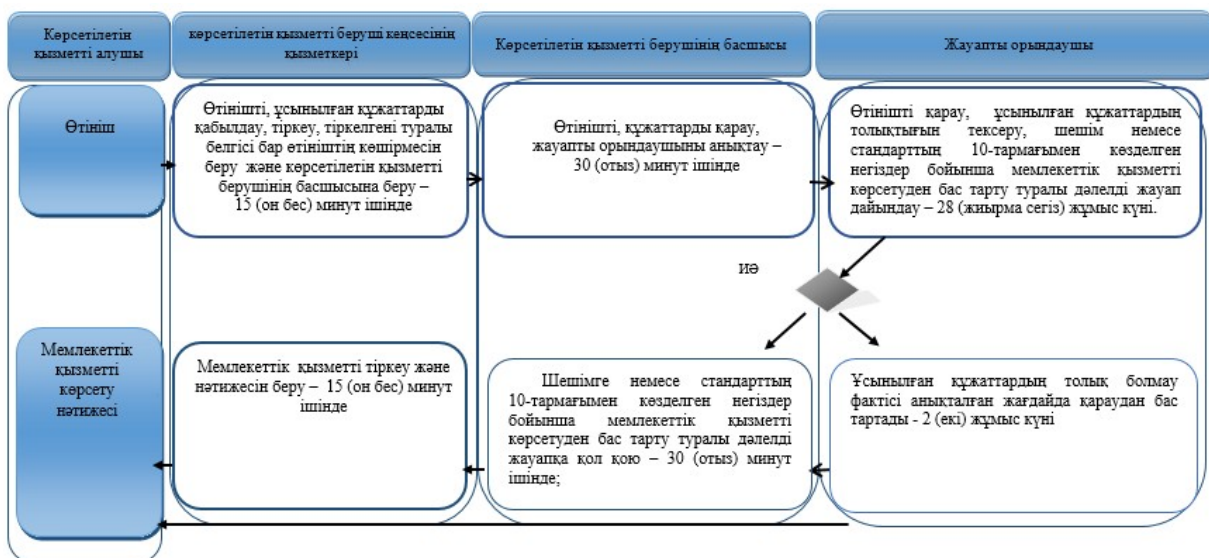 Көрсетілетін
қызметті алушы
көрсетілетін қызметті беруші кеңсесінің
қызметкері
Көрсетілетін қызметті берушінің басшысы
Жауапты орындаушы
Өтініш
Өтінішті, ұсынылған құжаттарды
қабылдау, тіркеу, тіркелгені туралы
белгісі бар өтініштің көшірмесін
беру және көрсетілетін қызметті
берушінің басшысына беру –
15 (он бес) минут ішінде
Өтінішті, құжаттарды қарау,
жауапты орындаушыны анықтау –
30 (отыз) минут ішінде
Өтінішті қарау, ұсынылған құжаттардың
толықтығын тексеру, шешім немесе
стандарттың 10-тармағымен көзделген
негіздер бойынша мемлекеттік қызметті
көрсетуден бас тарту туралы дәлелді жауап
дайындау – 28 (жиырма сегіз) жұмыс күні.
иә
Мемлекеттік
қызметті
көрсету
нәтижесі
Мемлекеттік қызметті тіркеу және
нәтижесін беру – 15 (он бес) минут
ішінде
Шешімге немесе стандарттың
10-тармағымен көзделген негіздер
бойынша мемлекеттік қызметті
көрсетуден бас тарту туралы дәлелді
жауапқа қол қою – 30 (отыз) минут
ішінде;
Ұсынылған құжаттардың толық болмау
фактісі анықталған жағдайда қараудан бас
тартады - 2 (екі) жұмыс күні